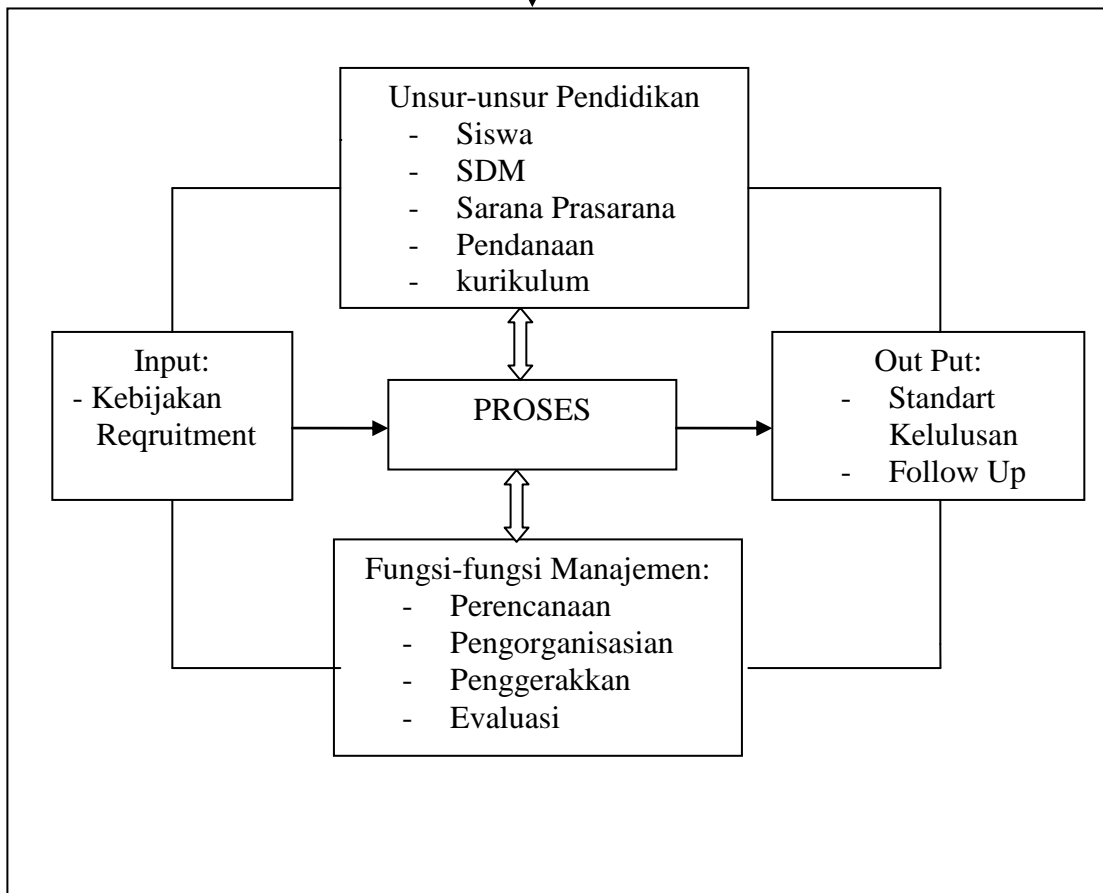 Unsur-unsur Pendidikan
- Siswa
- SDM
- Sarana Prasarana
- Pendanaan
- kurikulum
Input:
- Kebijakan
Reqruitment
PROSES
Out Put:
- Standart
Kelulusan
- Follow Up
Fungsi-fungsi Manajemen:
- Perencanaan
- Pengorganisasian
- Penggerakkan
- Evaluasi